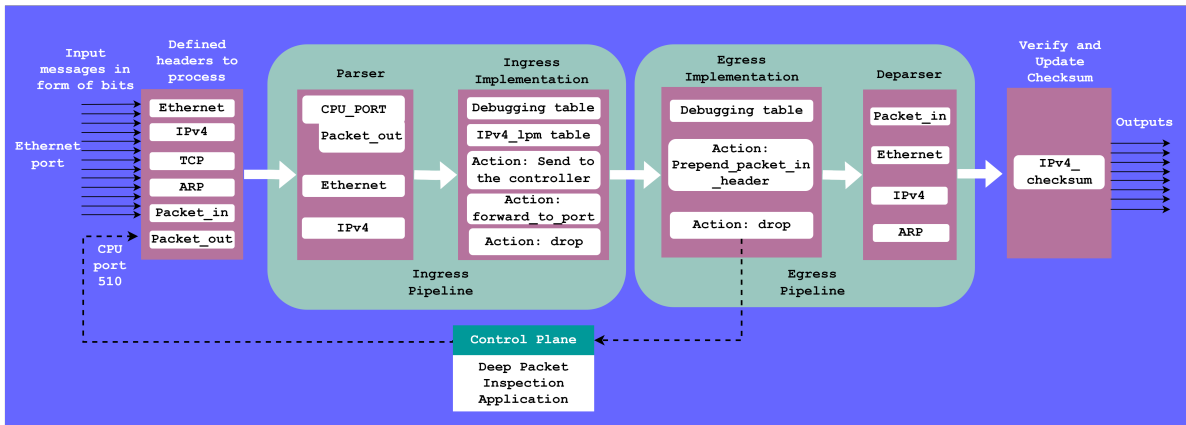 Input
messages in
form of bits
Ethernet
port
CPU
port
510
Defined
headers to
process
Ethernet
IPv4
TCP
ARP
Packet_in
Packet_out
Parser
CPU_PORT
Packet_out
Ethernet
IPv4
Ingress
Implementation
Debugging table
IPv4_lpm table
Action: Send to
the controller
Action:
forward_to_port
Action: drop
Ingress
Pipeline
Egress
Implementation
Debugging table
Action:
Prepend_packet_in
_header
Action: drop
Deparser
Packet_in
Ethernet
IPv4
ARP
Egress
Pipeline
Verify and
Update
Checksum
IPv4_
checksum
Outputs
Control Plane
Deep Packet
Inspection
Application